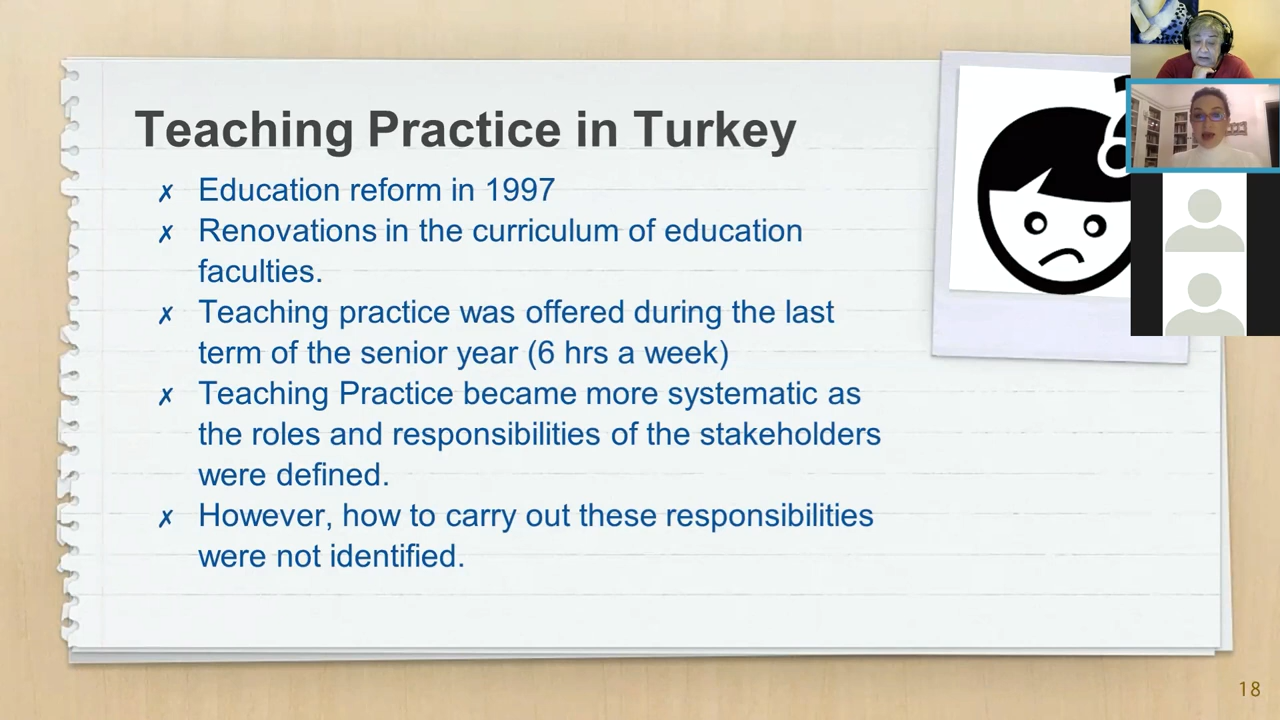 Teaching Practice in Turkey
✗ Education reform in 1997
✗ Renovations in the curriculum of education
faculties.
✗ Teaching practice was offered during the last
term of the senior year (6 hrs a week)
✗ Teaching Practice became more systematic as
the roles and responsibilities of the stakeholders
were defined.
✗ However, how to carry out these responsibilities
were not identified.
18